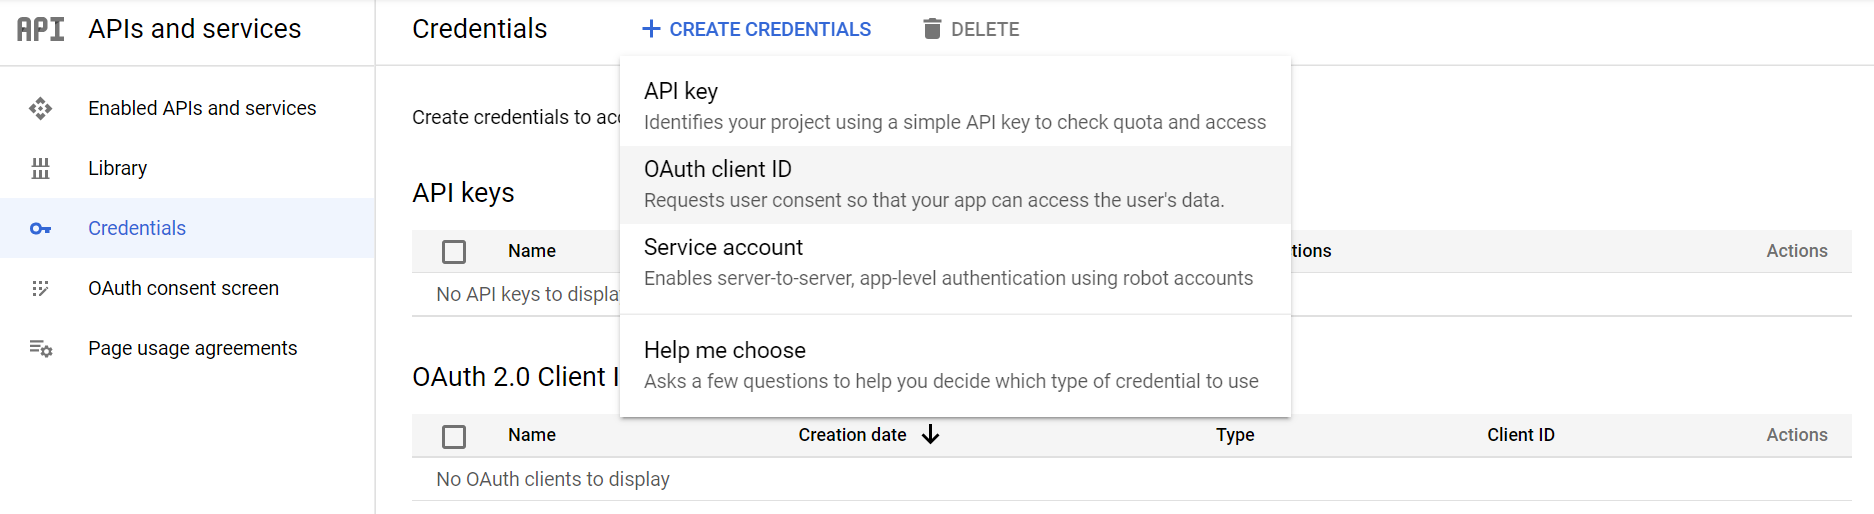 API APIs and services
Credentials
CREATE CREDENTIALS
DELETE
Enabled APIs and services
Library
Credentials
OAuth consent screen
Page usage agreements
Create credentials to acc
API key
Identifies your project using a simple API key to check quota and access
OAuth client ID
Requests user consent so that your app can access the user's data.
Service account
Enables server-to-server, app-level authentication using robot accounts
Help me choose
Asks a few questions to help you decide which type of credential to use
API keys
Name tions Actions
No API keys to displa
OAuth 2.0 Client I
Name Creation date Type Client ID Actions
No OAuth clients to display